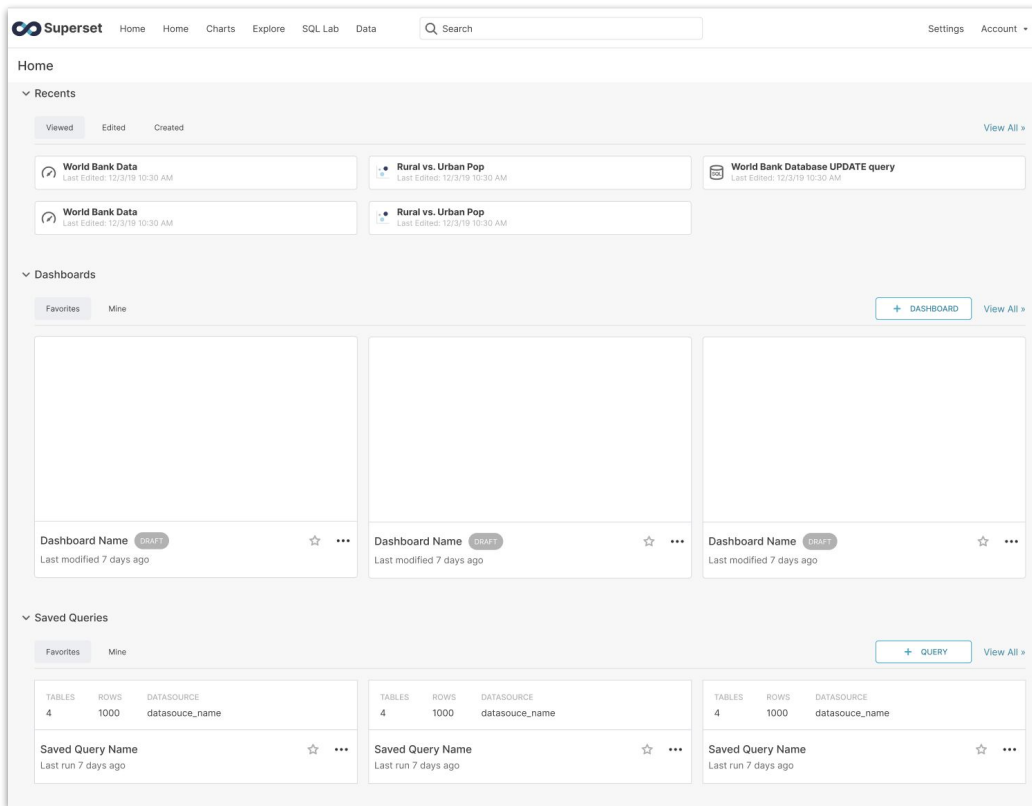 Superset Home Home Charts Explore SQL Lab Data Search Settings Account
Home
Recents
Viewed Edited Created View All »
World Bank Data
Last Edited: 12/3/19 10:30 AM
Rural vs. Urban Pop
Last Edited: 12/3/19 10:30 AM
SQL
World Bank Database UPDATE query
Last Edited: 12/3/19 10:30 AM
World Bank Data
Last Edited: 12/3/19 10:30 AM
Rural vs. Urban Pop
Last Edited: 12/3/19 10:30 AM
Dashboards
Favorites Mine + DASHBOARD View All »
Dashboard Name DRAFT
Last modified 7 days ago
Dashboard Name DRAFT
Last modified 7 days ago
Dashboard Name DRAFT
Last modified 7 days ago
Saved Queries
Favorites Mine + QUERY View All »
TABLES ROWS DATASOURCE
4 1000 datasouce_name
Saved Query Name
Last run 7 days ago
TABLES ROWS DATASOURCE
4 1000 datasouce_name
Saved Query Name
Last run 7 days ago
TABLES ROWS DATASOURCE
4 1000 datasouce_name
Saved Query Name
Last run 7 days ago